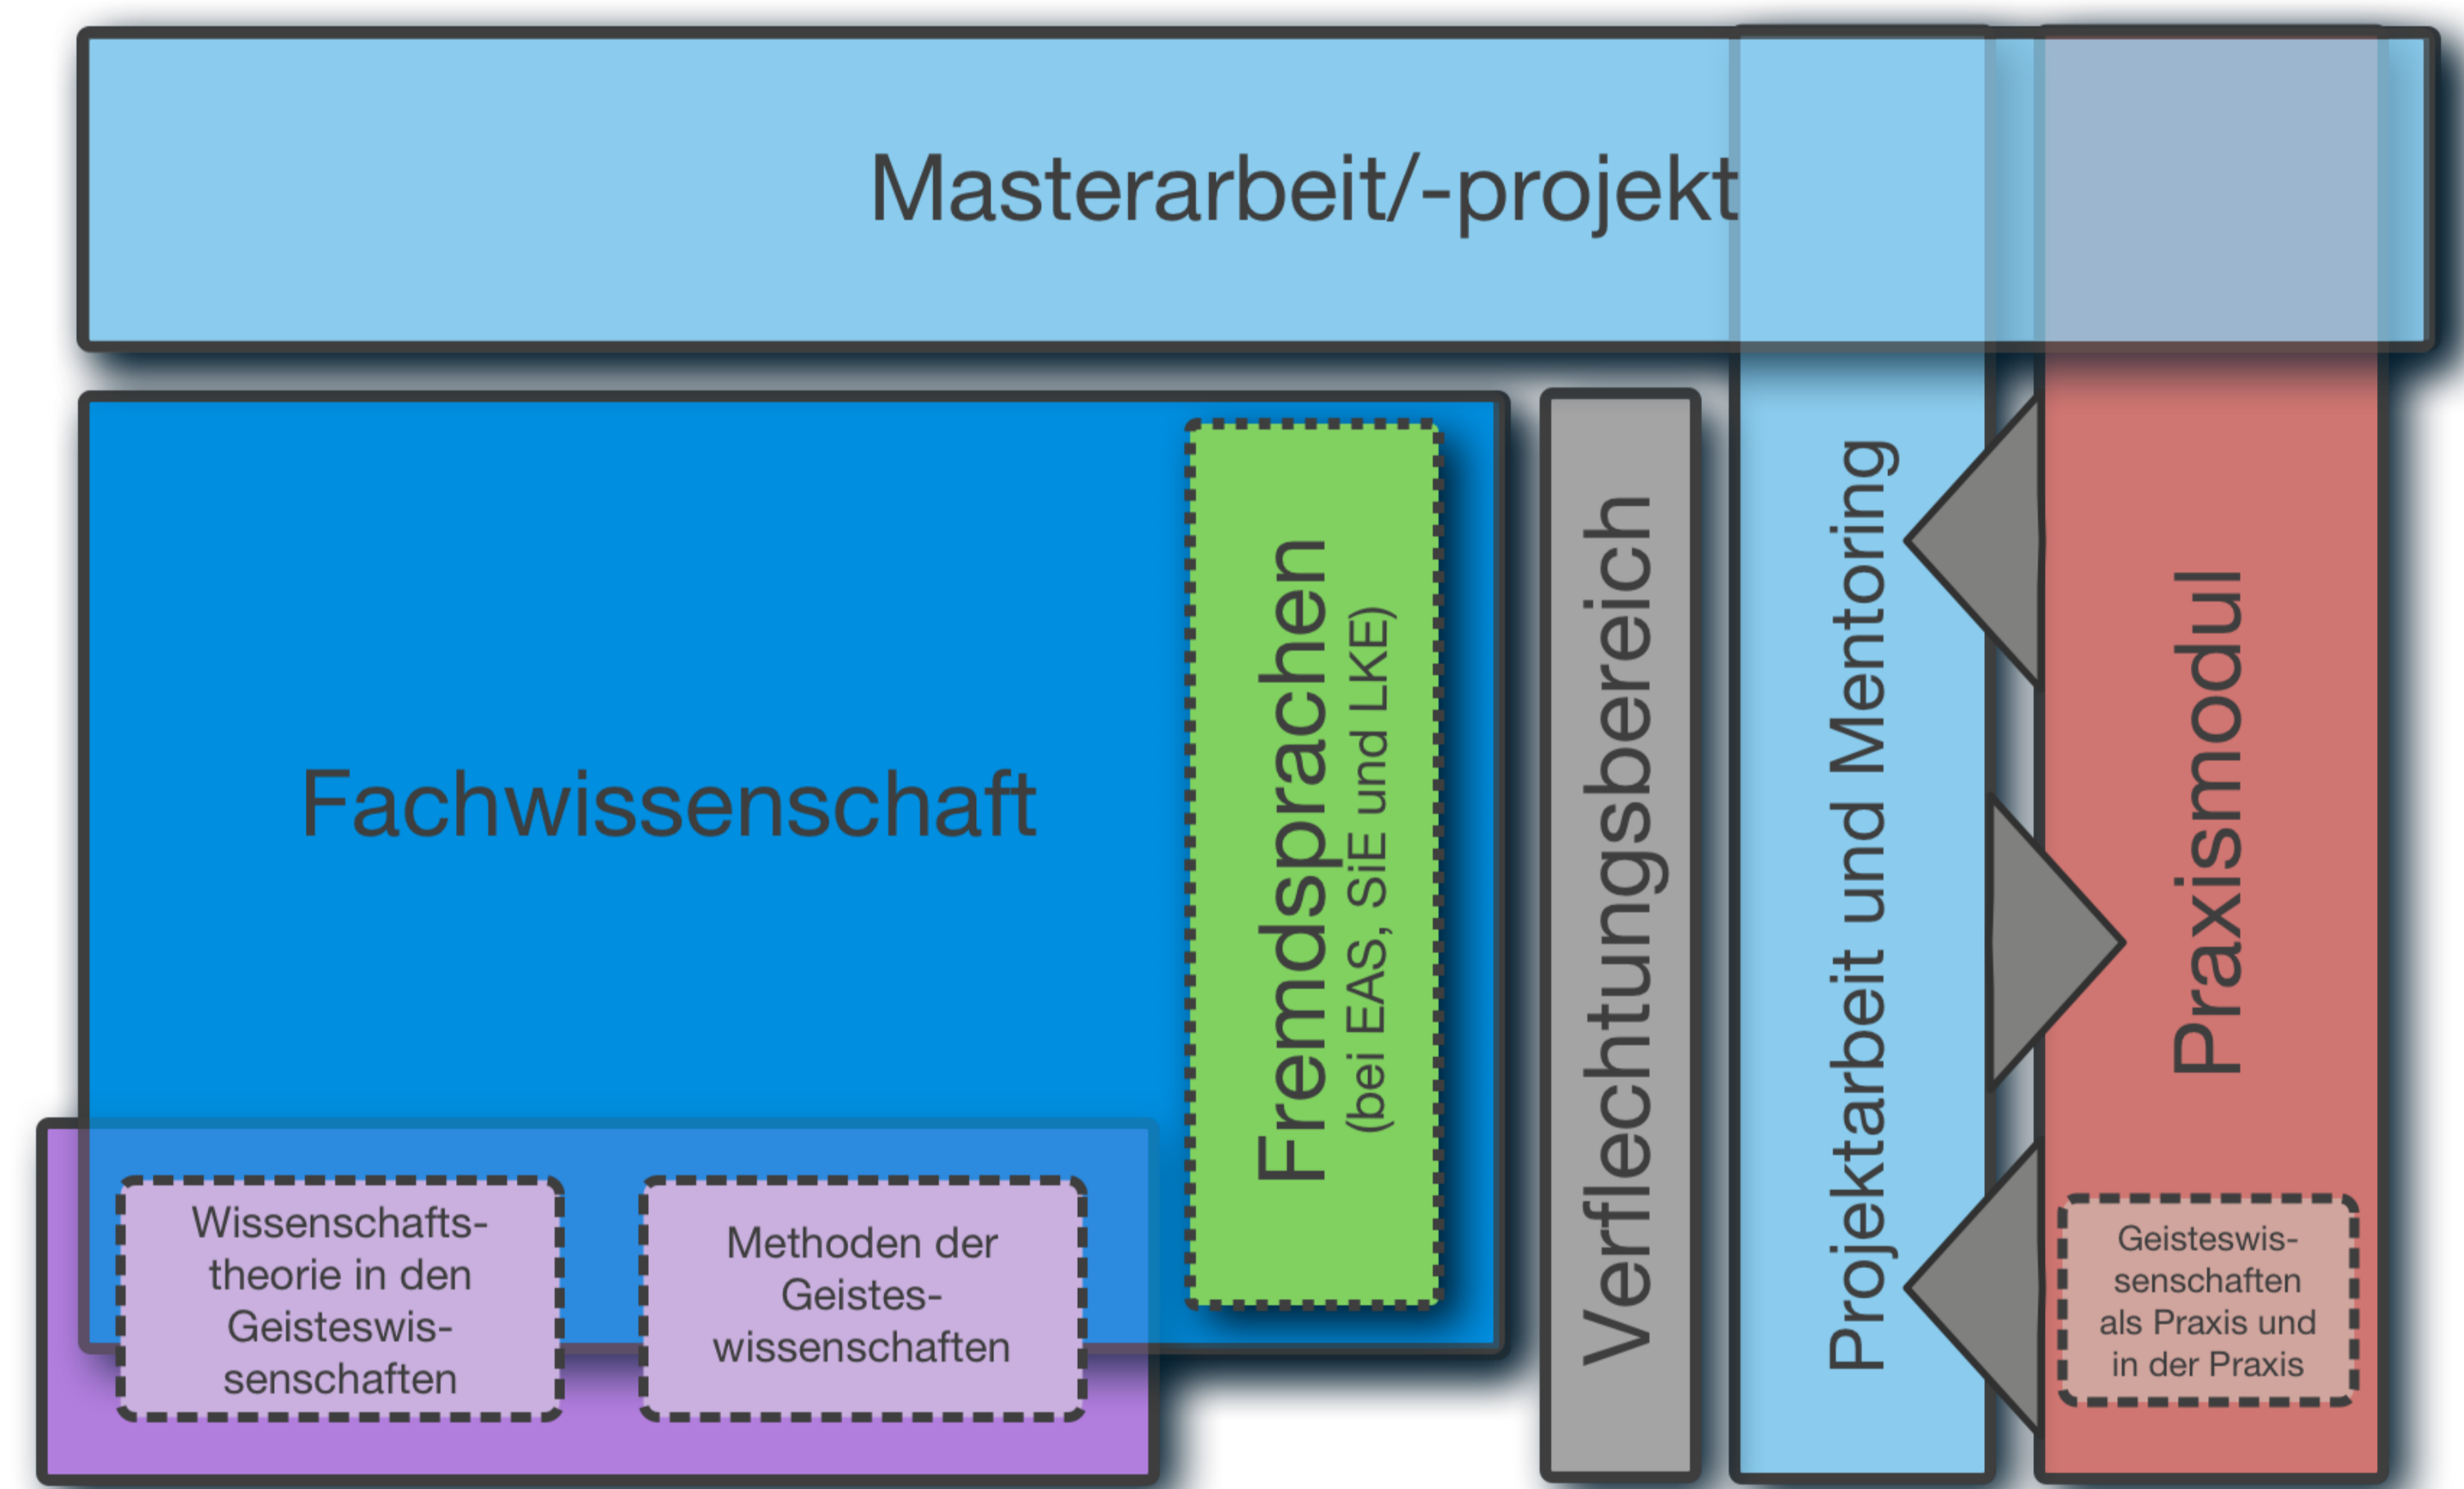 Masterarbeit/-projekt
Fachwissenschaft
Fremdsprachen
(bei EAS, SiE und LKE)
Verflechtungsbereich
Projektarbeit und Mentoring
Praxismodul
Wissenschafts-
theorie in den
Geisteswis-
senschaften
Methoden der
Geistes-
wissenschaften
Geisteswis-
senschaften
als Praxis und
in der Praxis